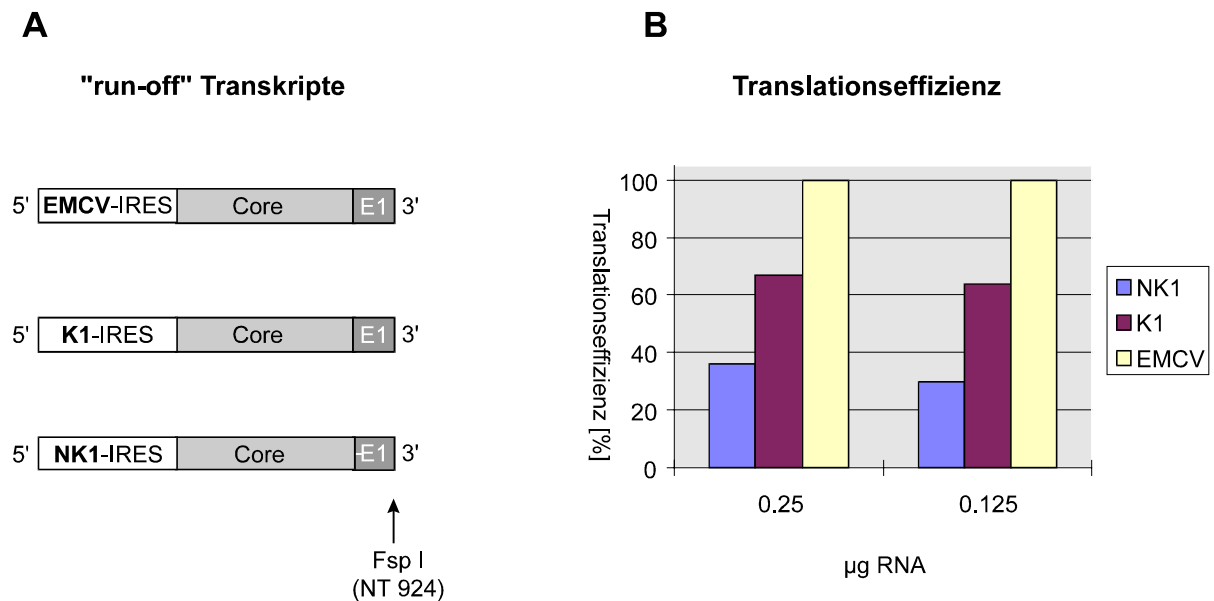 A
"run-off" Transkripte
5' EMCV-IRES Core E1 3'
5' K1-IRES Core E1 3'
5' NK1-IRES Core -E1 3'
Fsp I
(NT 924)
B
Translationseffizienz
Translationseffizienz [%]
100
80
60
40
20
0
0.25 0.125
µg RNA
NK1
K1
EMCV